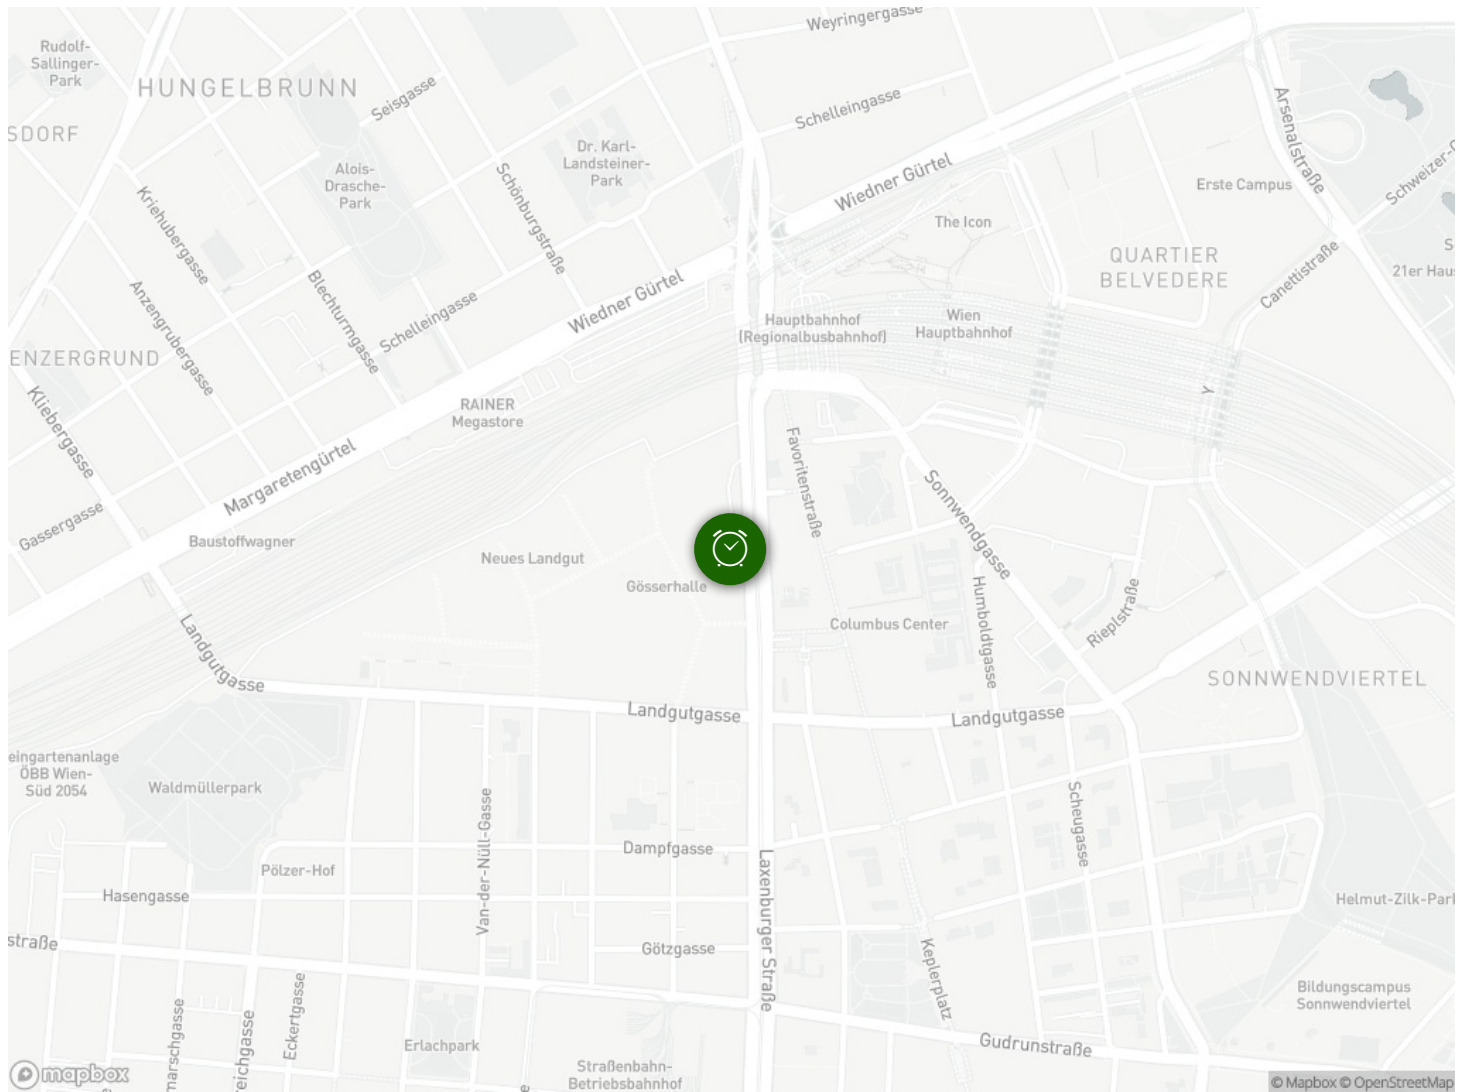 Weyringergasse
Rudolf-
Sallinger-
Park
HUNGELBRUNN
Seisgasse
Schelleingasse
Arsenalstraße
SDORF
Dr. Karl-
Landsteiner-
Park
Alois-
Drasche-
Park
Schönburgstraße
Kriehubergasse
Wiedner Gürtel
Erste Campus
The Icon
QUARTIER
BELVEDERE
21er Haus
Canettistraße
Anzengrubergasse
Blechturmgasse
Schelleingasse
Wiedner Gürtel
Hauptbahnhof
(Regionalbusbahnhof)
Wien
Hauptbahnhof
ENZERGRUND
Kliebergasse
RAINER
Megastore
Margaretengürtel
Favoritenstraße
Sonnwendgasse
Gassergasse
Baustoffwagner
Neues Landgut
Gösserhalle
Columbus Center
Humboldtgasse
Rieplstraße
Landgutgasse
SONNWENDVIERTEL
Landgutgasse
Landgutgasse
eingartenanlage
ÖBB Wien-
Süd 2054
Waldmüllerpark
Van-der-Nüll-Gasse
Scheugasse
Dampfgasse
Laxenburger Straße
Pölzer-Hof
Hasengasse
Helmut-Zilk-Park
straße
Götzgasse
Keplerplatz
Eckertgasse
marschgasse
reichgasse
Bildungscampus
Sonnwendviertel
Erlachpark
Gudrunstraße
Straßenbahn-
Betriebsbahnhof
mapbox
© Mapbox © OpenStreetMap